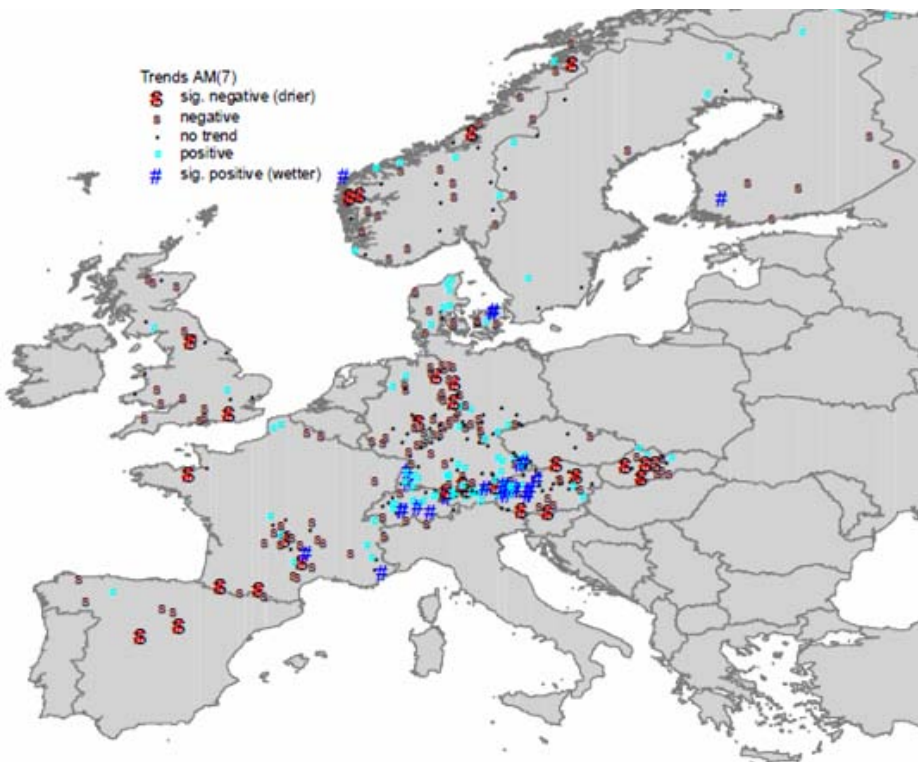 Trends AM(7)
sig. negative (drier)
negative
no trend
positive
sig. positive (wetter)